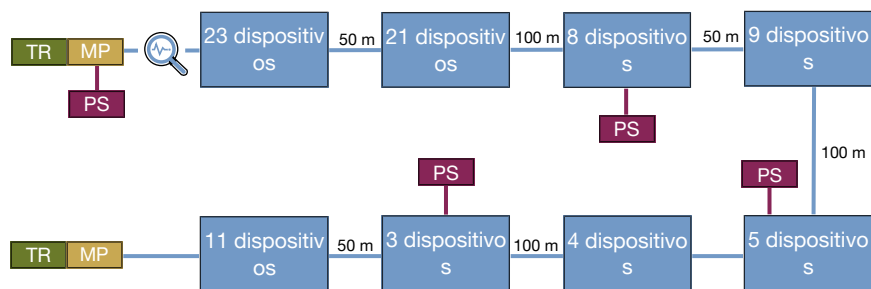 23 dispositiv
os
50 m
21 dispositiv
os
100 m
8 dispositivo
s
50 m
9 dispositivo
s
TR
MP
PS
PS
100 m
PS
PS
TR
MP
11 dispositiv
os
50 m
3 dispositivo
s
100 m
4 dispositivo
s
5 dispositivo
s